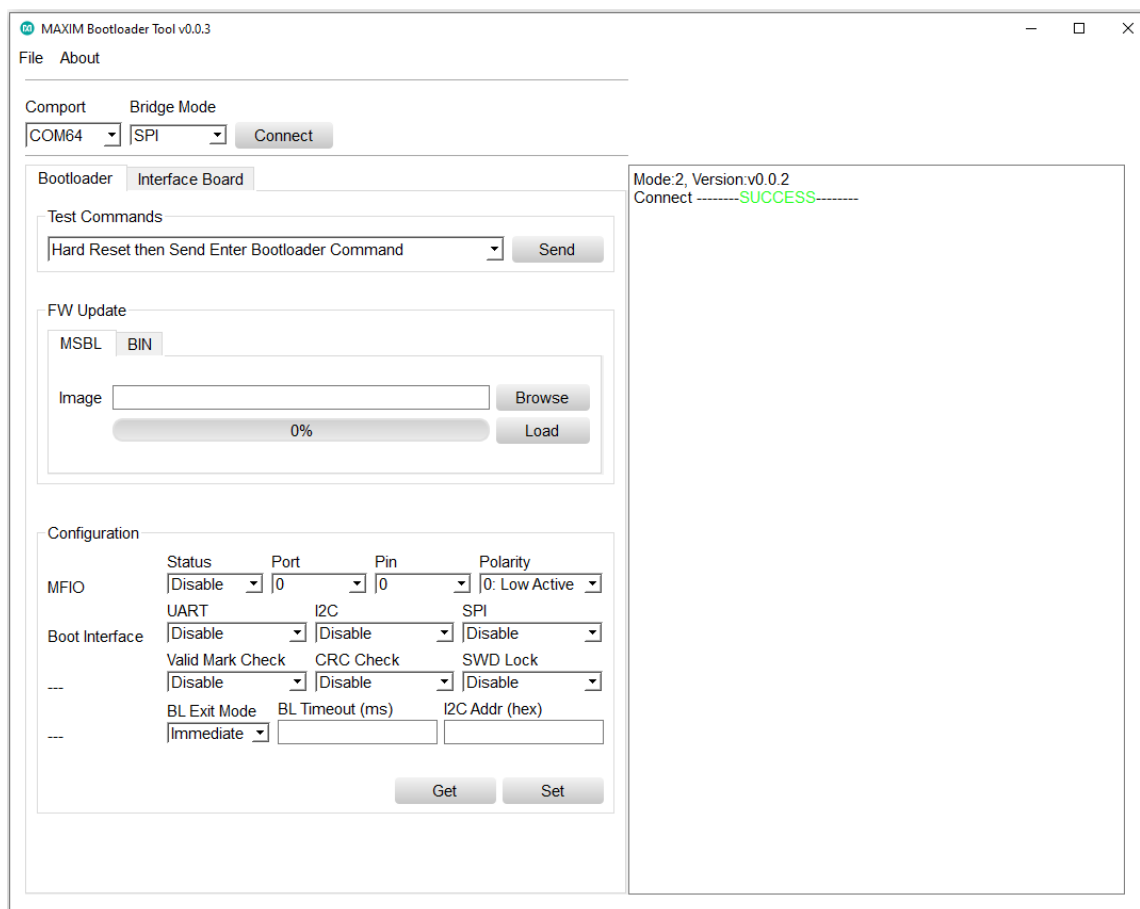 MAXIM Bootloader Tool v0.0.3
File About
Comport Bridge Mode
COM64 SPI Connect
Bootloader Interface Board
Test Commands
Hard Reset then Send Enter Bootloader Command Send
FW Update
MSBL BIN
Image Browse
0% Load
Configuration
Status Port Pin Polarity
MFIO Disable 0 0 0: Low Active
UART I2C SPI
Boot Interface Disable Disable Disable
Valid Mark Check CRC Check SWD Lock
--- Disable Disable Disable
BL Exit Mode BL Timeout (ms) I2C Addr (hex)
--- Immediate
Get Set
Mode:2, Version:v0.0.2
Connect --------SUCCESS--------